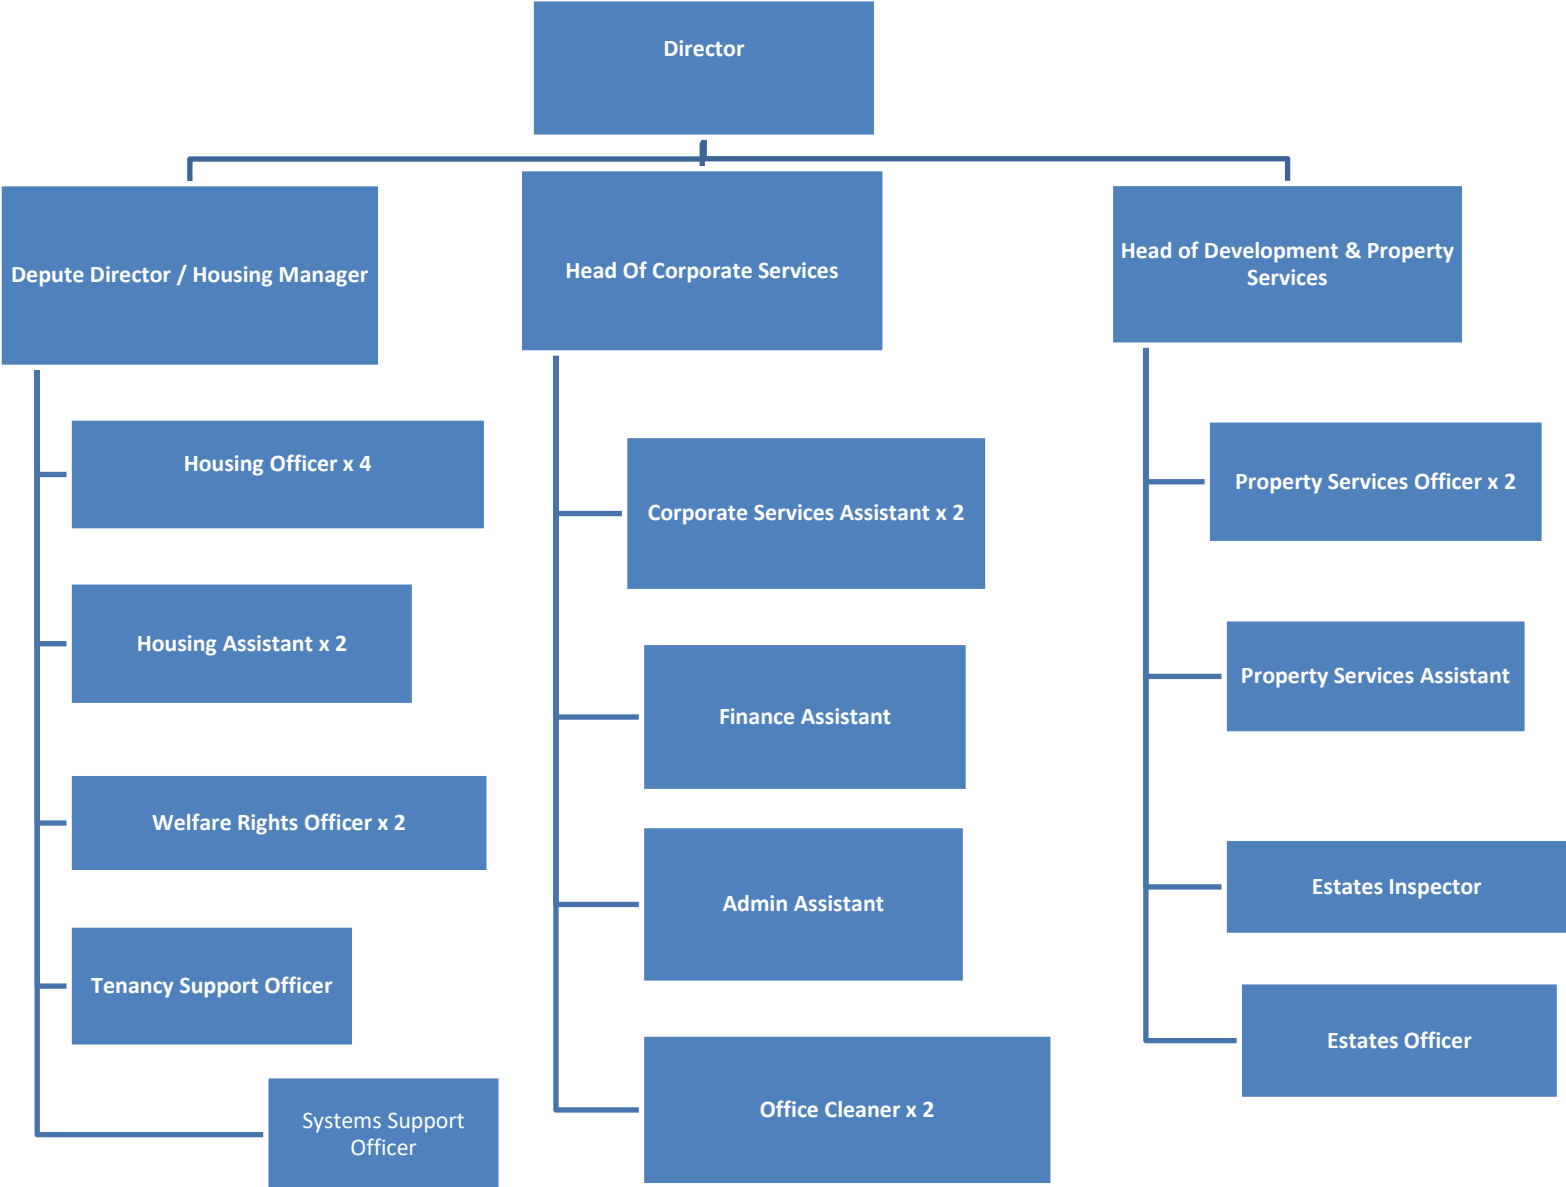 Director
Depute Director / Housing Manager
Head Of Corporate Services
Head of Development & Property
Services
Housing Officer x 4
Housing Assistant x 2
Welfare Rights Officer x 2
Tenancy Support Officer
Systems Support
Officer
Corporate Services Assistant x 2
Finance Assistant
Admin Assistant
Office Cleaner x 2
Property Services Officer x 2
Property Services Assistant
Estates Inspector
Estates Officer